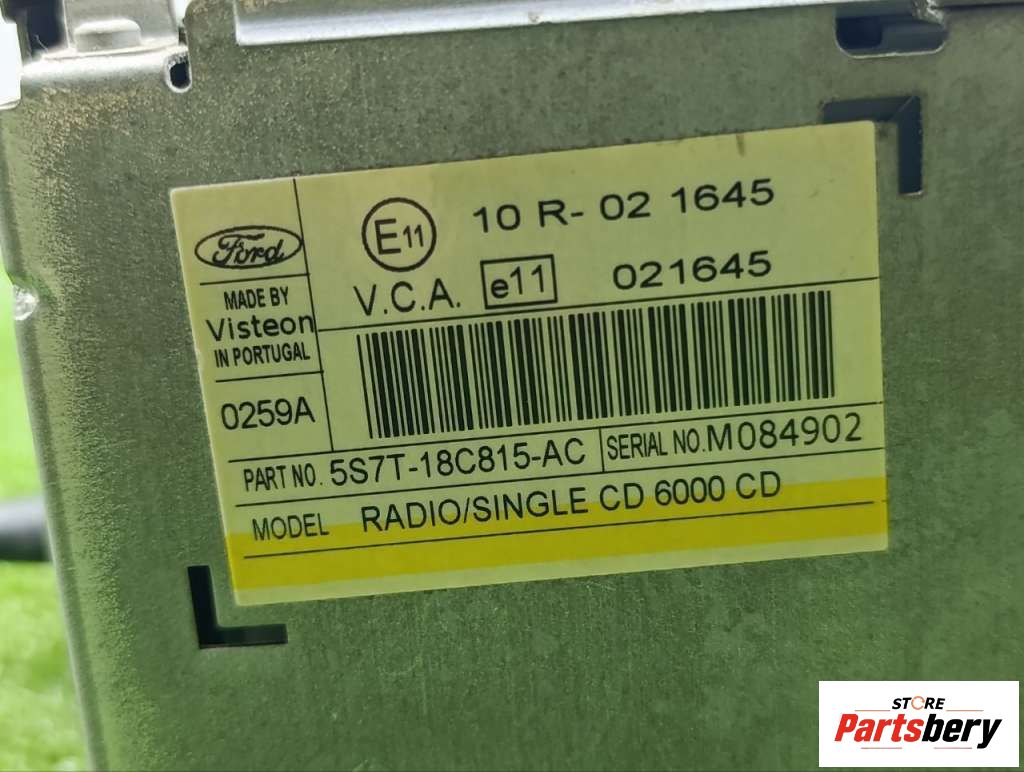 Ford
MADE BY
Visteon
IN PORTUGAL
0259A
E11 10 R- 02 1645
V.C.A. e11 021645
PART NO. 5S7T-18C815-AC SERIAL NO. M084902
MODEL RADIO/SINGLE CD 6000 CD
STORE
Partsbery